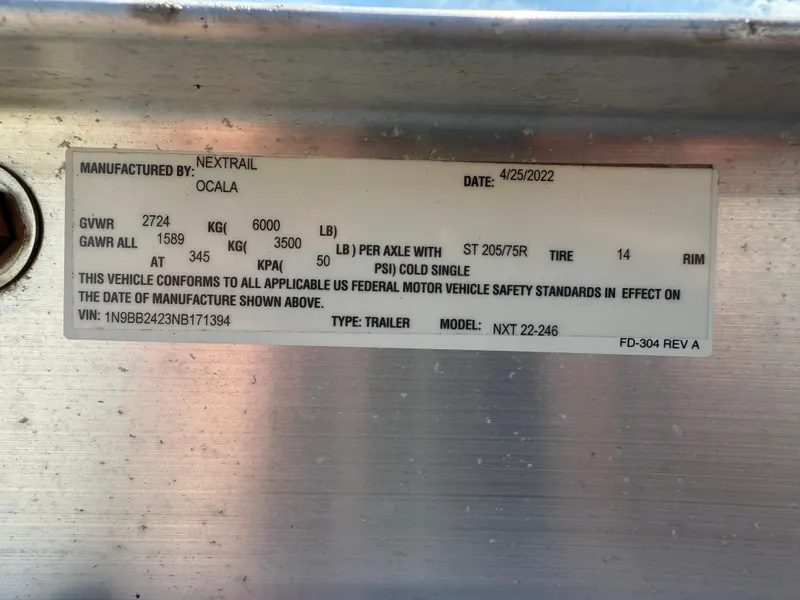 MANUFACTURED BY: NEXTRAIL
OCALA
DATE: 4/25/2022
GVWR 2724 KG( 6000 LB)
GAWR ALL 1589 KG( 3500 LB ) PER AXLE WITH ST 205/75R TIRE 14 RIM
AT 345 KPA( 50 PSI) COLD SINGLE
THIS VEHICLE CONFORMS TO ALL APPLICABLE US FEDERAL MOTOR VEHICLE SAFETY STANDARDS IN EFFECT ON
THE DATE OF MANUFACTURE SHOWN ABOVE.
VIN: 1N9BB2423NB171394 TYPE: TRAILER MODEL: NXT 22-246
FD-304 REV A